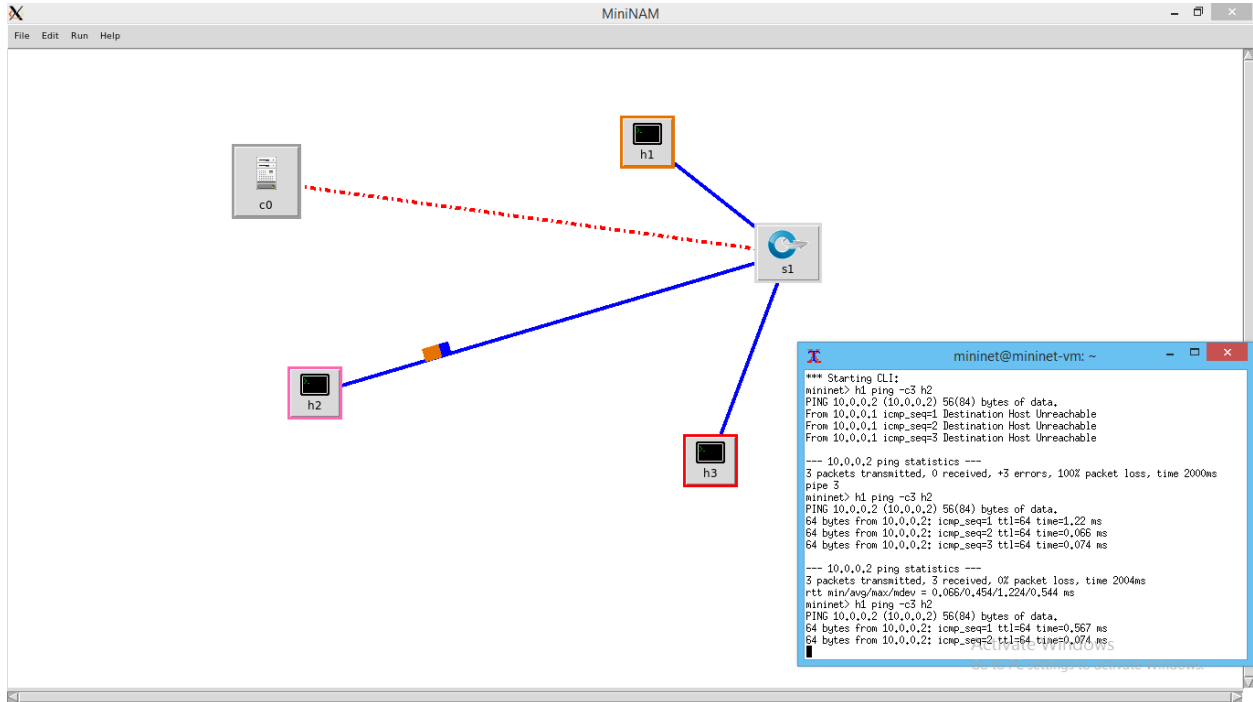 MiniNAM
File Edit Run Help
h1
c0
s1
h2
h3
mininet@mininet-vm: ~
*** Starting CLI:
mininet> h1 ping -c3 h2
PING 10.0.0.2 (10.0.0.2) 56(84) bytes of data.
From 10.0.0.1 icmp_seq=1 Destination Host Unreachable
From 10.0.0.1 icmp_seq=2 Destination Host Unreachable
From 10.0.0.1 icmp_seq=3 Destination Host Unreachable
--- 10.0.0.2 ping statistics ---
3 packets transmitted, 0 received, +3 errors, 100% packet loss, time 2000ms
pipe 3
mininet> h1 ping -c3 h2
PING 10.0.0.2 (10.0.0.2) 56(84) bytes of data.
64 bytes from 10.0.0.2: icmp_seq=1 ttl=64 time=1.22 ms
64 bytes from 10.0.0.2: icmp_seq=2 ttl=64 time=0.066 ms
64 bytes from 10.0.0.2: icmp_seq=3 ttl=64 time=0.074 ms
--- 10.0.0.2 ping statistics ---
3 packets transmitted, 3 received, 0% packet loss, time 2004ms
rtt min/avg/max/mdev = 0.066/0.454/1.224/0.544 ms
mininet> h1 ping -c3 h2
PING 10.0.0.2 (10.0.0.2) 56(84) bytes of data.
64 bytes from 10.0.0.2: icmp_seq=1 ttl=64 time=0.567 ms
64 bytes from 10.0.0.2: icmp_seq=2 ttl=64 time=0.074 ms
Activate Windows
Go to PC settings to activate Windows.